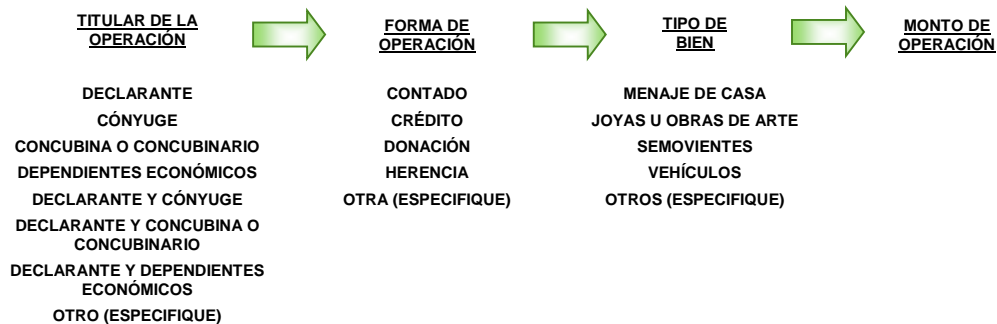 TITULAR DE LA
OPERACIÓN
DECLARANTE
CÓNYUGE
CONCUBINA O CONCUBINARIO
DEPENDIENTES ECONÓMICOS
DECLARANTE Y CÓNYUGE
DECLARANTE Y CONCUBINA O
CONCUBINARIO
DECLARANTE Y DEPENDIENTES
ECONÓMICOS
OTRO (ESPECIFIQUE)
FORMA DE
OPERACIÓN
CONTADO
CRÉDITO
DONACIÓN
HERENCIA
OTRA (ESPECIFIQUE)
TIPO DE
BIEN
MENAJE DE CASA
JOYAS U OBRAS DE ARTE
SEMOVIENTES
VEHÍCULOS
OTROS (ESPECIFIQUE)
MONTO DE
OPERACIÓN